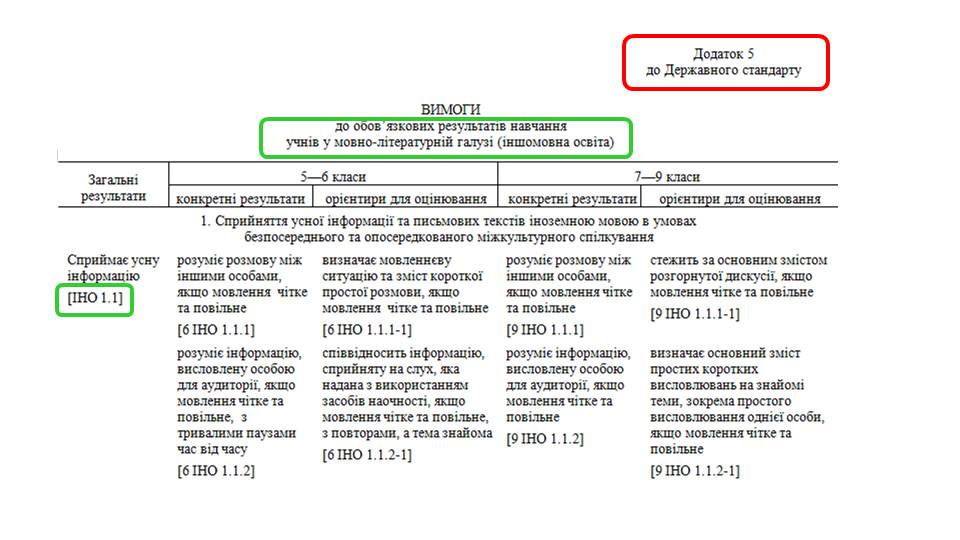 Додаток 5
до Державного стандарту
ВИМОГИ
до обов’язкових результатів навчання
учнів у мовно-літературній галузі (іншомовна освіта)
Загальні
результати
5—6 класи
7—9 класи
конкретні результати
орієнтири для оцінювання
конкретні результати
орієнтири для оцінювання
1. Сприйняття усної інформації та письмових текстів іноземною мовою в умовах
безпосереднього та опосередкованого міжкультурного спілкування
Сприймає усну
інформацію
[ІНО 1.1]
розуміє розмову між
іншими особами,
якщо мовлення чітке
та повільне
[6 ІНО 1.1.1]
визначає мовленнєву
ситуацію та зміст короткої
простої розмови, якщо
мовлення чітке та повільне
[6 ІНО 1.1.1-1]
розуміє розмову між
іншими особами,
якщо мовлення чітке
та повільне
[9 ІНО 1.1.1]
стежить за основним змістом
розгорнутої дискусії, якщо
мовлення чітке та повільне
[9 ІНО 1.1.1-1]
розуміє інформацію,
висловлену особою
для аудиторії, якщо
мовлення чітке та
повільне, з
тривалими паузами
час від часу
[6 ІНО 1.1.2]
співвідносить інформацію,
сприйняту на слух, яка
надана з використанням
засобів наочності, якщо
мовлення чітке та повільне,
з повторами, а тема знайома
[6 ІНО 1.1.2-1]
розуміє інформацію,
висловлену особою
для аудиторії, якщо
мовлення чітке та
повільне
[9 ІНО 1.1.2]
визначає основний зміст
простих коротких
висловлювань на знайомі
теми, зокрема простого
висловлювання однієї особи,
якщо мовлення чітке та
повільне
[9 ІНО 1.1.2-1]